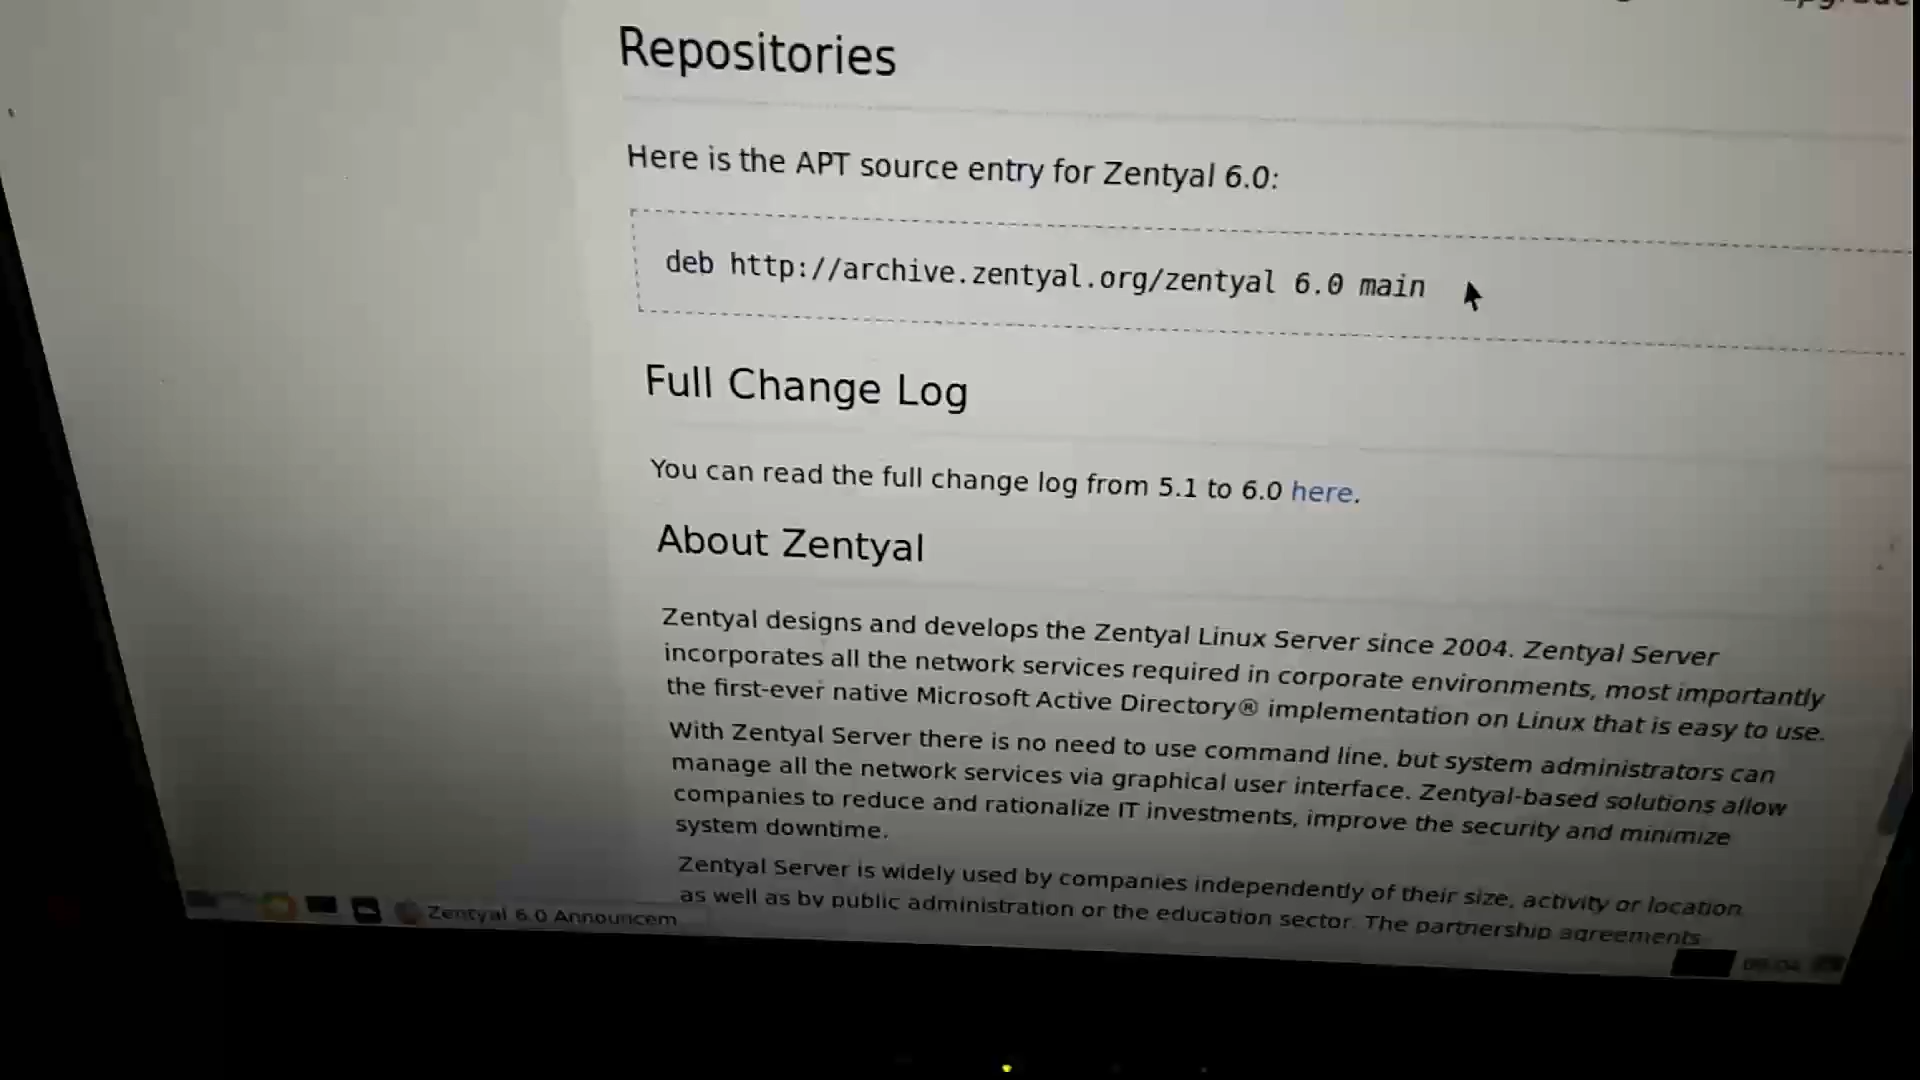 Repositories
Here is the APT source entry for Zentyal 6.0:
deb http://archive.zentyal.org/zentyal 6.0 main
Full Change Log
You can read the full change log from 5.1 to 6.0 here.
About Zentyal
Zentyal designs and develops the Zentyal Linux Server since 2004. Zentyal Server
incorporates all the network services required in corporate environments, most importantly
the first-ever native Microsoft Active Directory® implementation on Linux that is easy to use.
With Zentyal Server there is no need to use command line, but system administrators can
manage all the network services via graphical user interface. Zentyal-based solutions allow
companies to reduce and rationalize IT investments, improve the security and minimize
system downtime.
Zentyal Server is widely used by companies independently of their size, activity or location
as well as by public administration or the education sector. The partnership agreements
Zentyal 6.0 Announcem